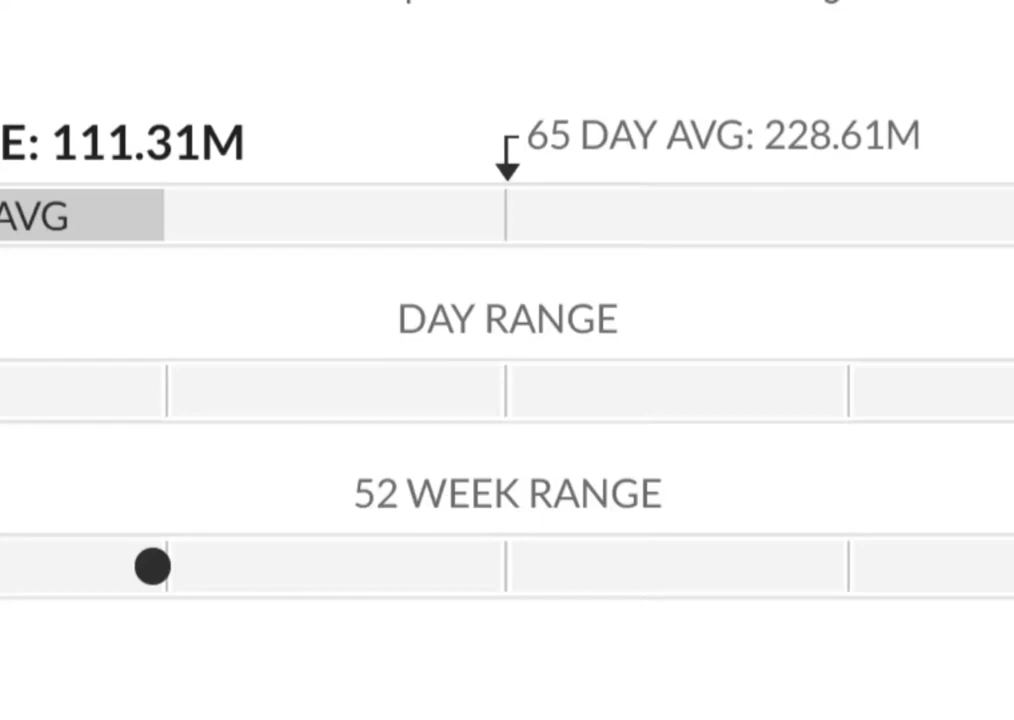 E: 111.31M
65 DAY AVG: 228.61M
AVG
DAY RANGE
52 WEEK RANGE